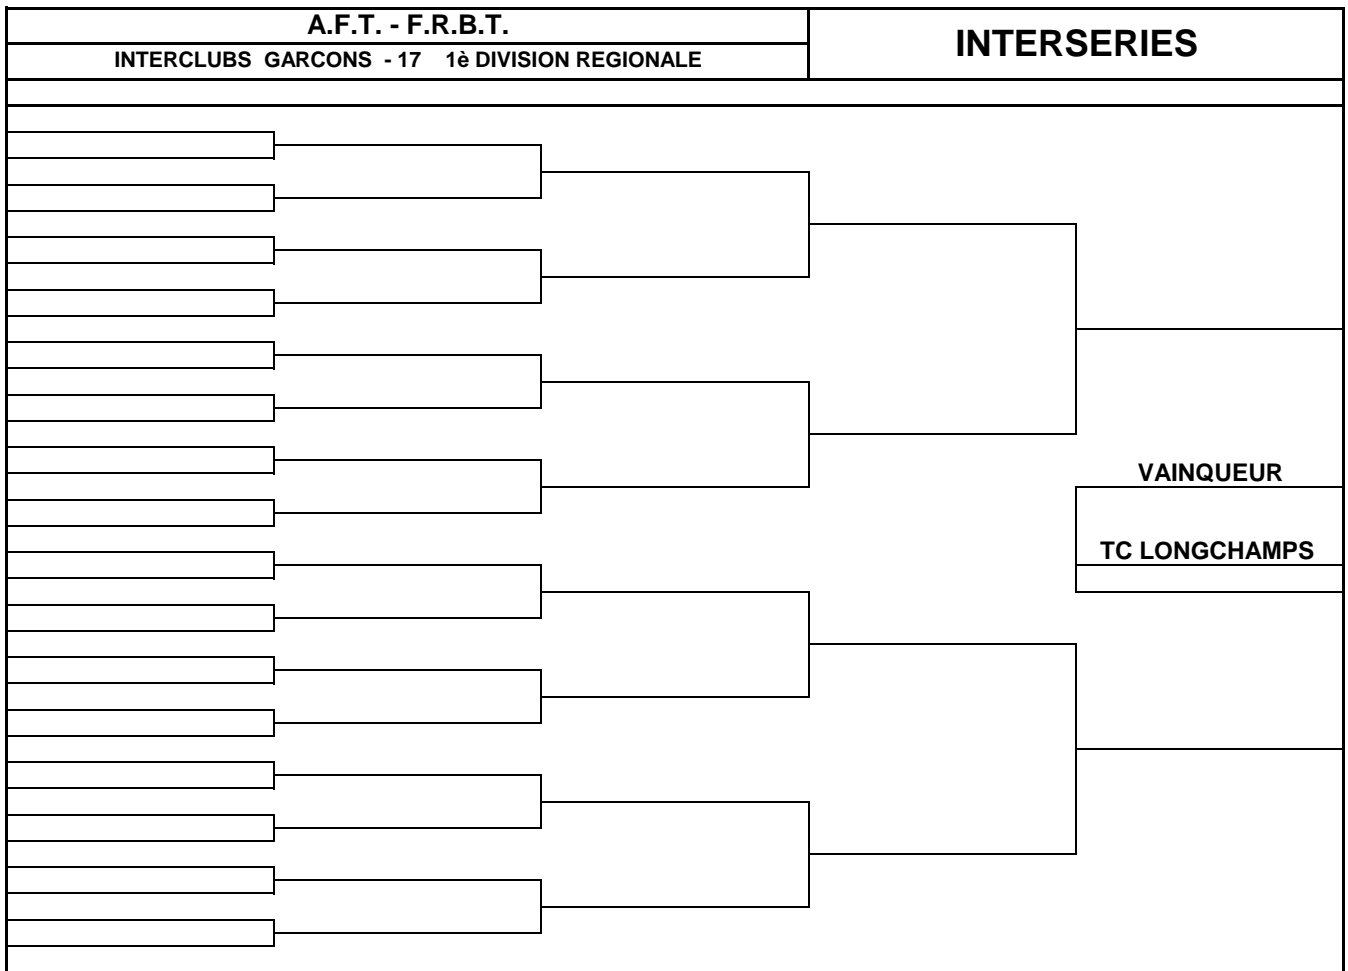 A.F.T. - F.R.B.T.
INTERCLUBS GARCONS - 17 1è DIVISION REGIONALE
INTERSERIES
VAINQUEUR
TC LONGCHAMPS